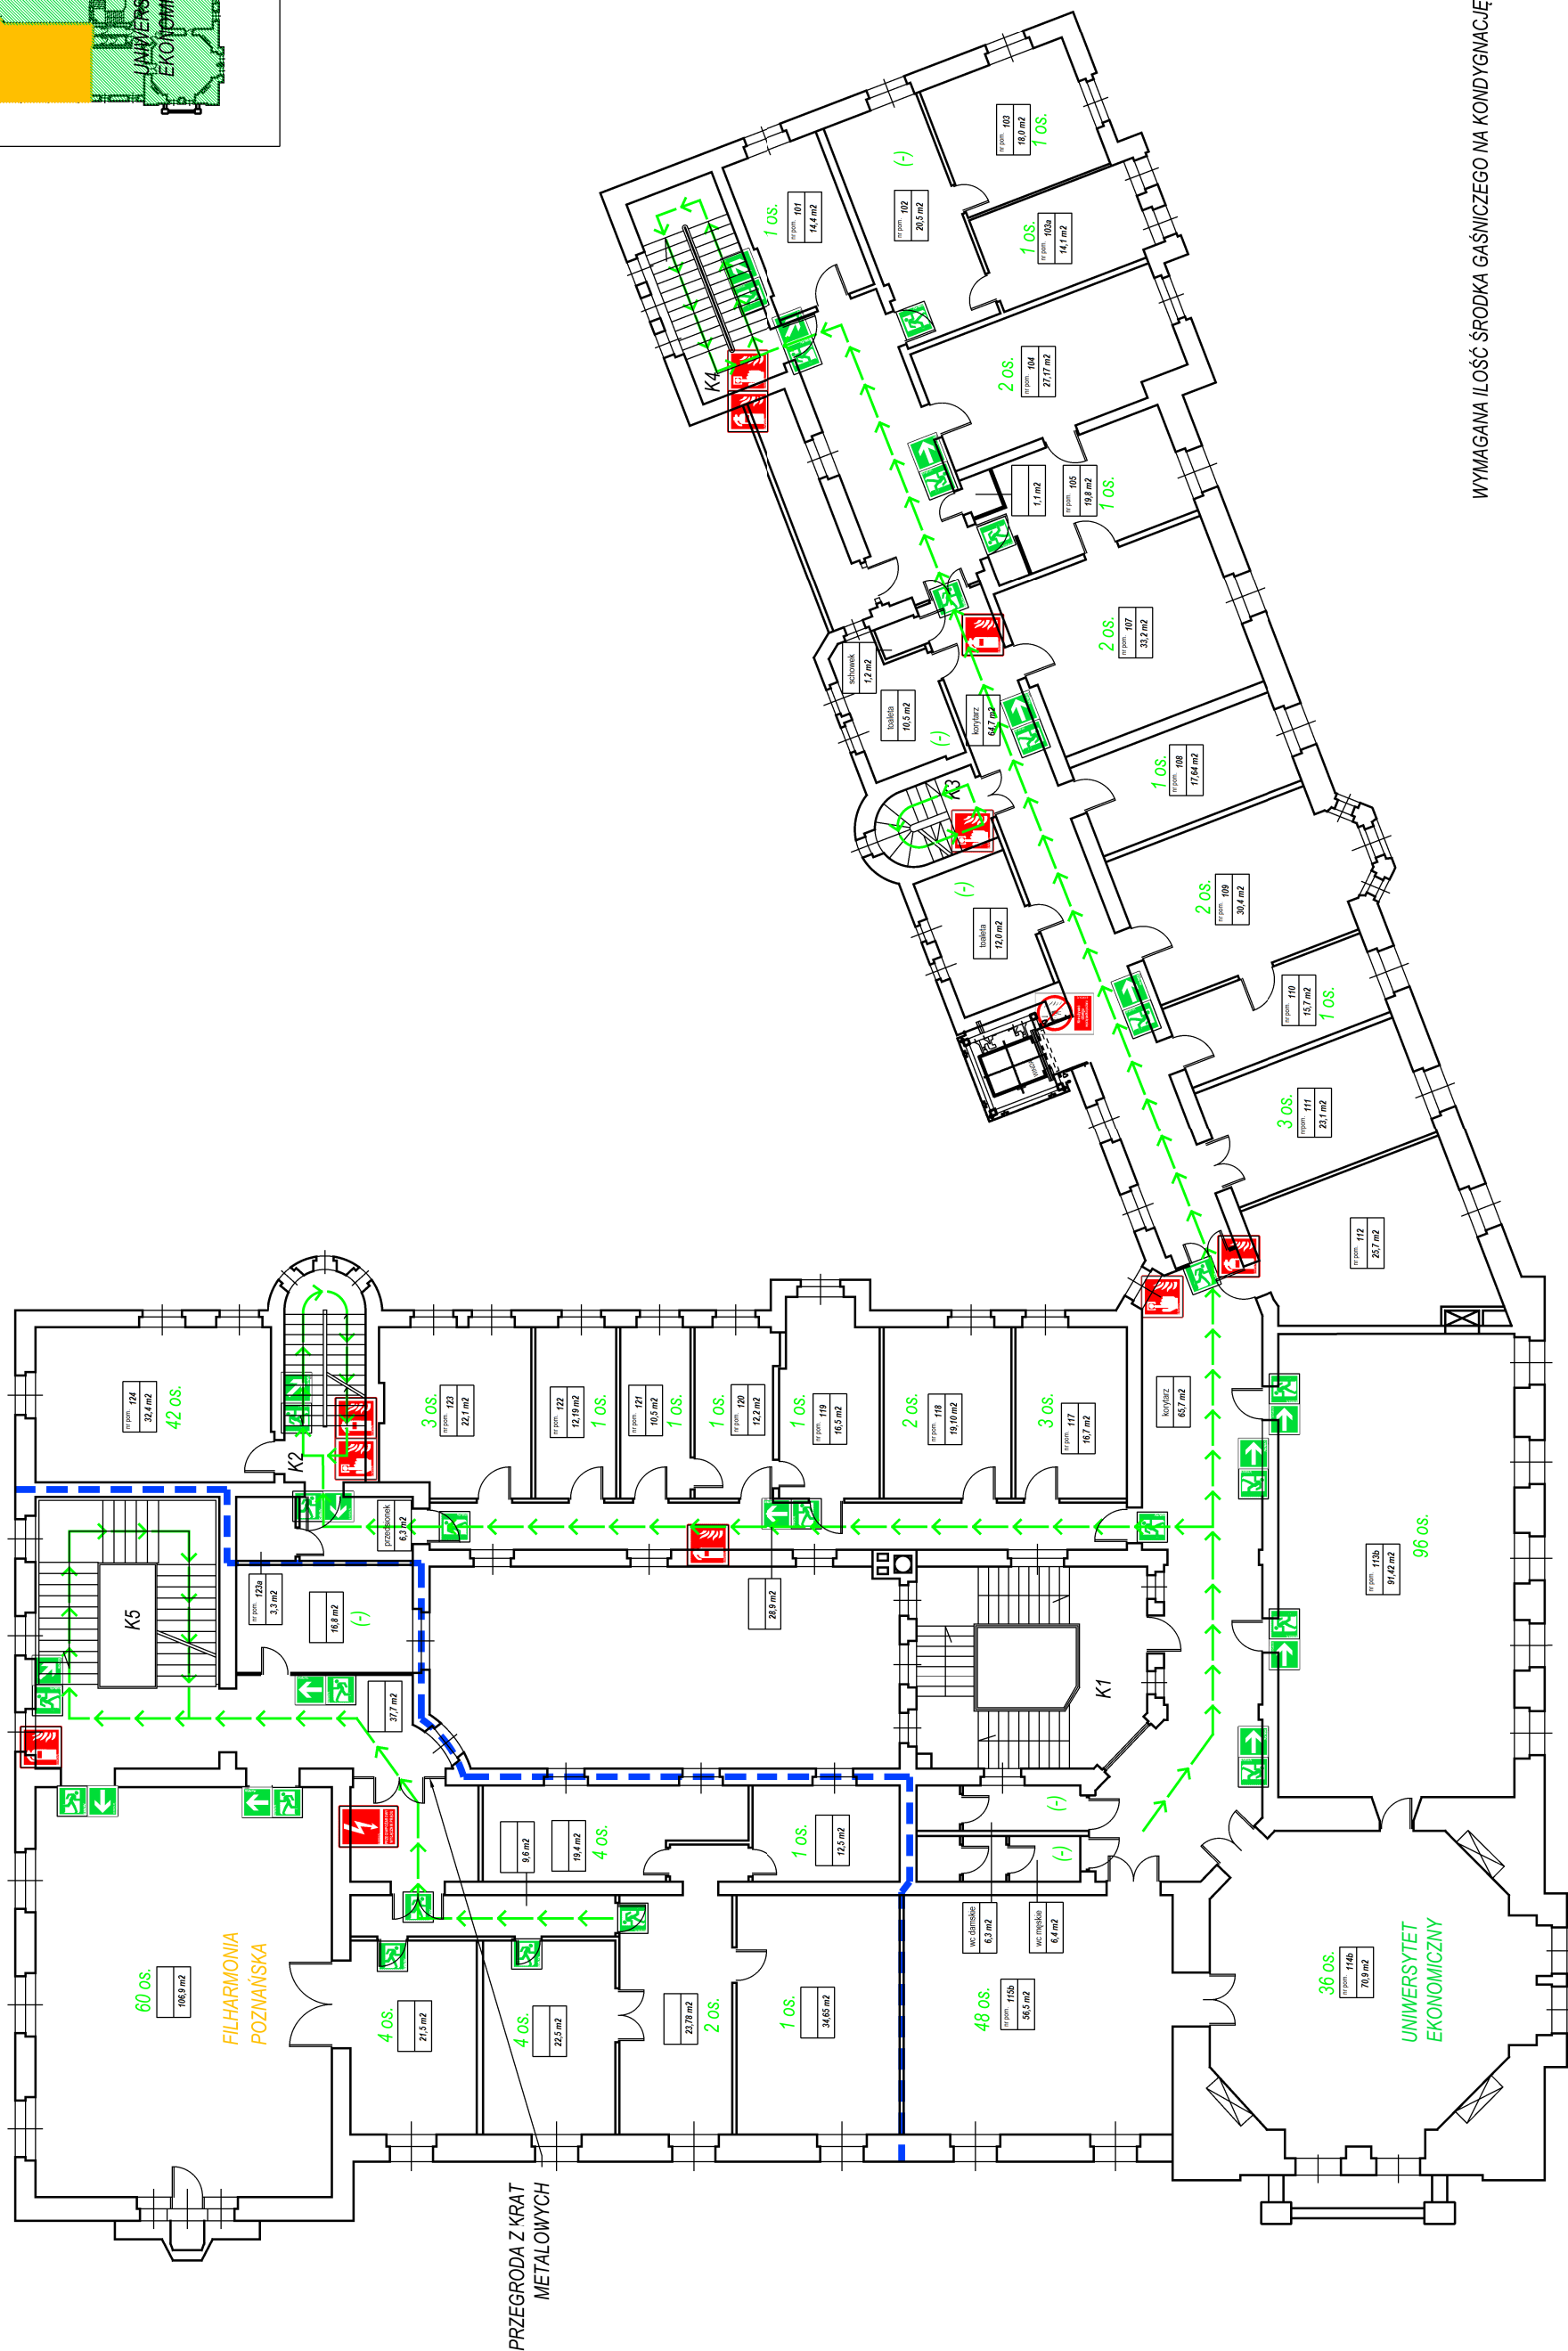 UNIWERS
EKONOMI
WYMAGANA ILOŚĆ ŚRODKA GAŚNICZEGO NA KONDYGNACJĘ
K4
1 os.
nr pom. 101
14,4 m2
(-)
nr pom. 102
20,5 m2
nr pom. 103
18,0 m2
1 os.
1 os.
nr pom. 103a
14,1 m2
2 os.
nr pom. 104
27,17 m2
1,1 m2
nr pom. 105
19,8 m2
1 os.
schowek
1,2 m2
toaleta
10,5 m2
(-)
korytarz
64,7 m2
2 os.
nr pom. 107
33,2 m2
K3
1 os.
nr pom. 108
17,64 m2
(-)
toaleta
12,0 m2
2 os.
nr pom. 109
30,4 m2
nr pom. 110
15,7 m2
1 os.
3 os.
nr pom. 111
23,1 m2
nr pom. 112
25,7 m2
nr pom. 124
32,4 m2
42 os.
K2
3 os.
nr pom. 123
22,1 m2
nr pom. 122
12,19 m2
1 os.
nr pom. 121
10,5 m2
1 os.
1 os.
nr pom. 120
12,2 m2
1 os.
nr pom. 119
16,5 m2
2 os.
nr pom. 118
19,10 m2
3 os.
nr pom. 117
16,7 m2
korytarz
65,7 m2
przedsionek
6,3 m2
K5
nr pom. 123a
3,3 m2
16,8 m2
(-)
28,9 m2
K1
nr pom. 113b
91,42 m2
96 os.
37,7 m2
9,6 m2
19,4 m2
4 os.
1 os.
12,5 m2
(-)
(-)
wc damskie
6,3 m2
wc męskie
6,4 m2
60 os.
106,9 m2
FILHARMONIA
POZNAŃSKA
4 os.
21,5 m2
4 os.
22,5 m2
23,78 m2
2 os.
1 os.
34,65 m2
48 os.
nr pom. 115b
56,5 m2
36 os.
nr pom. 114b
70,9 m2
UNIWERSYTET
EKONOMICZNY
PRZEGRODA Z KRAT
METALOWYCH